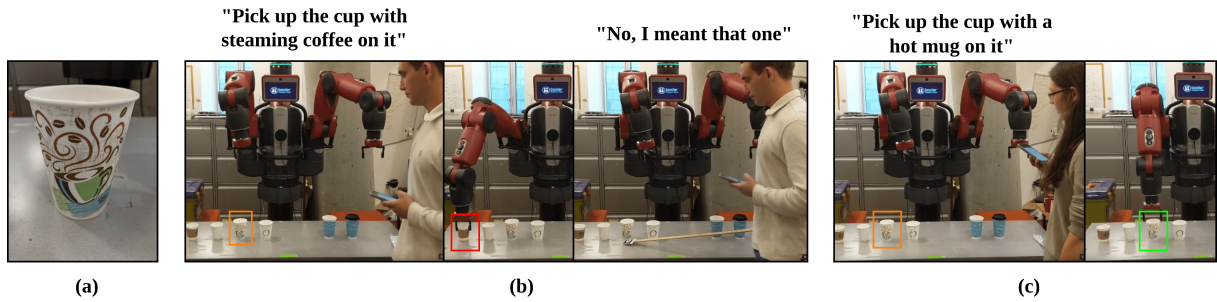 "Pick up the cup with
steaming coffee on it"
"No, I meant that one"
"Pick up the cup with a
hot mug on it"
(a)
(b)
(c)